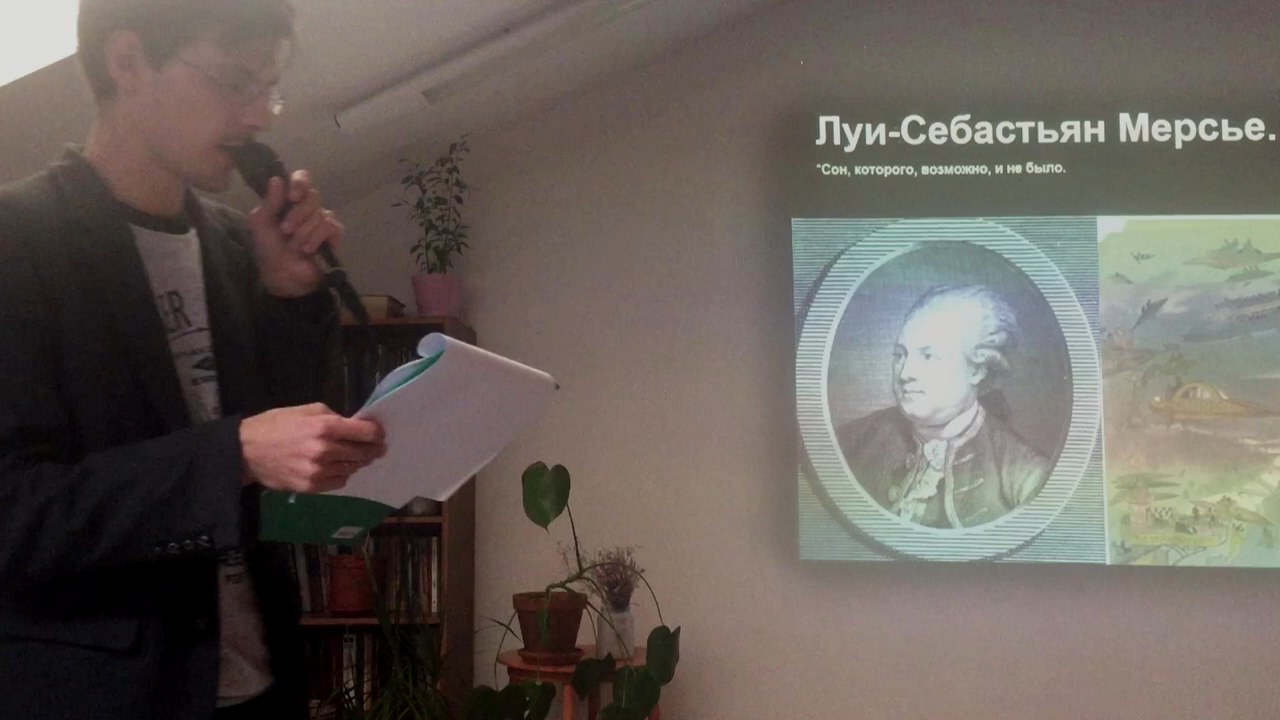 Луи-Себастьян Мерсье.
"Сон, которого, возможно, и не было.